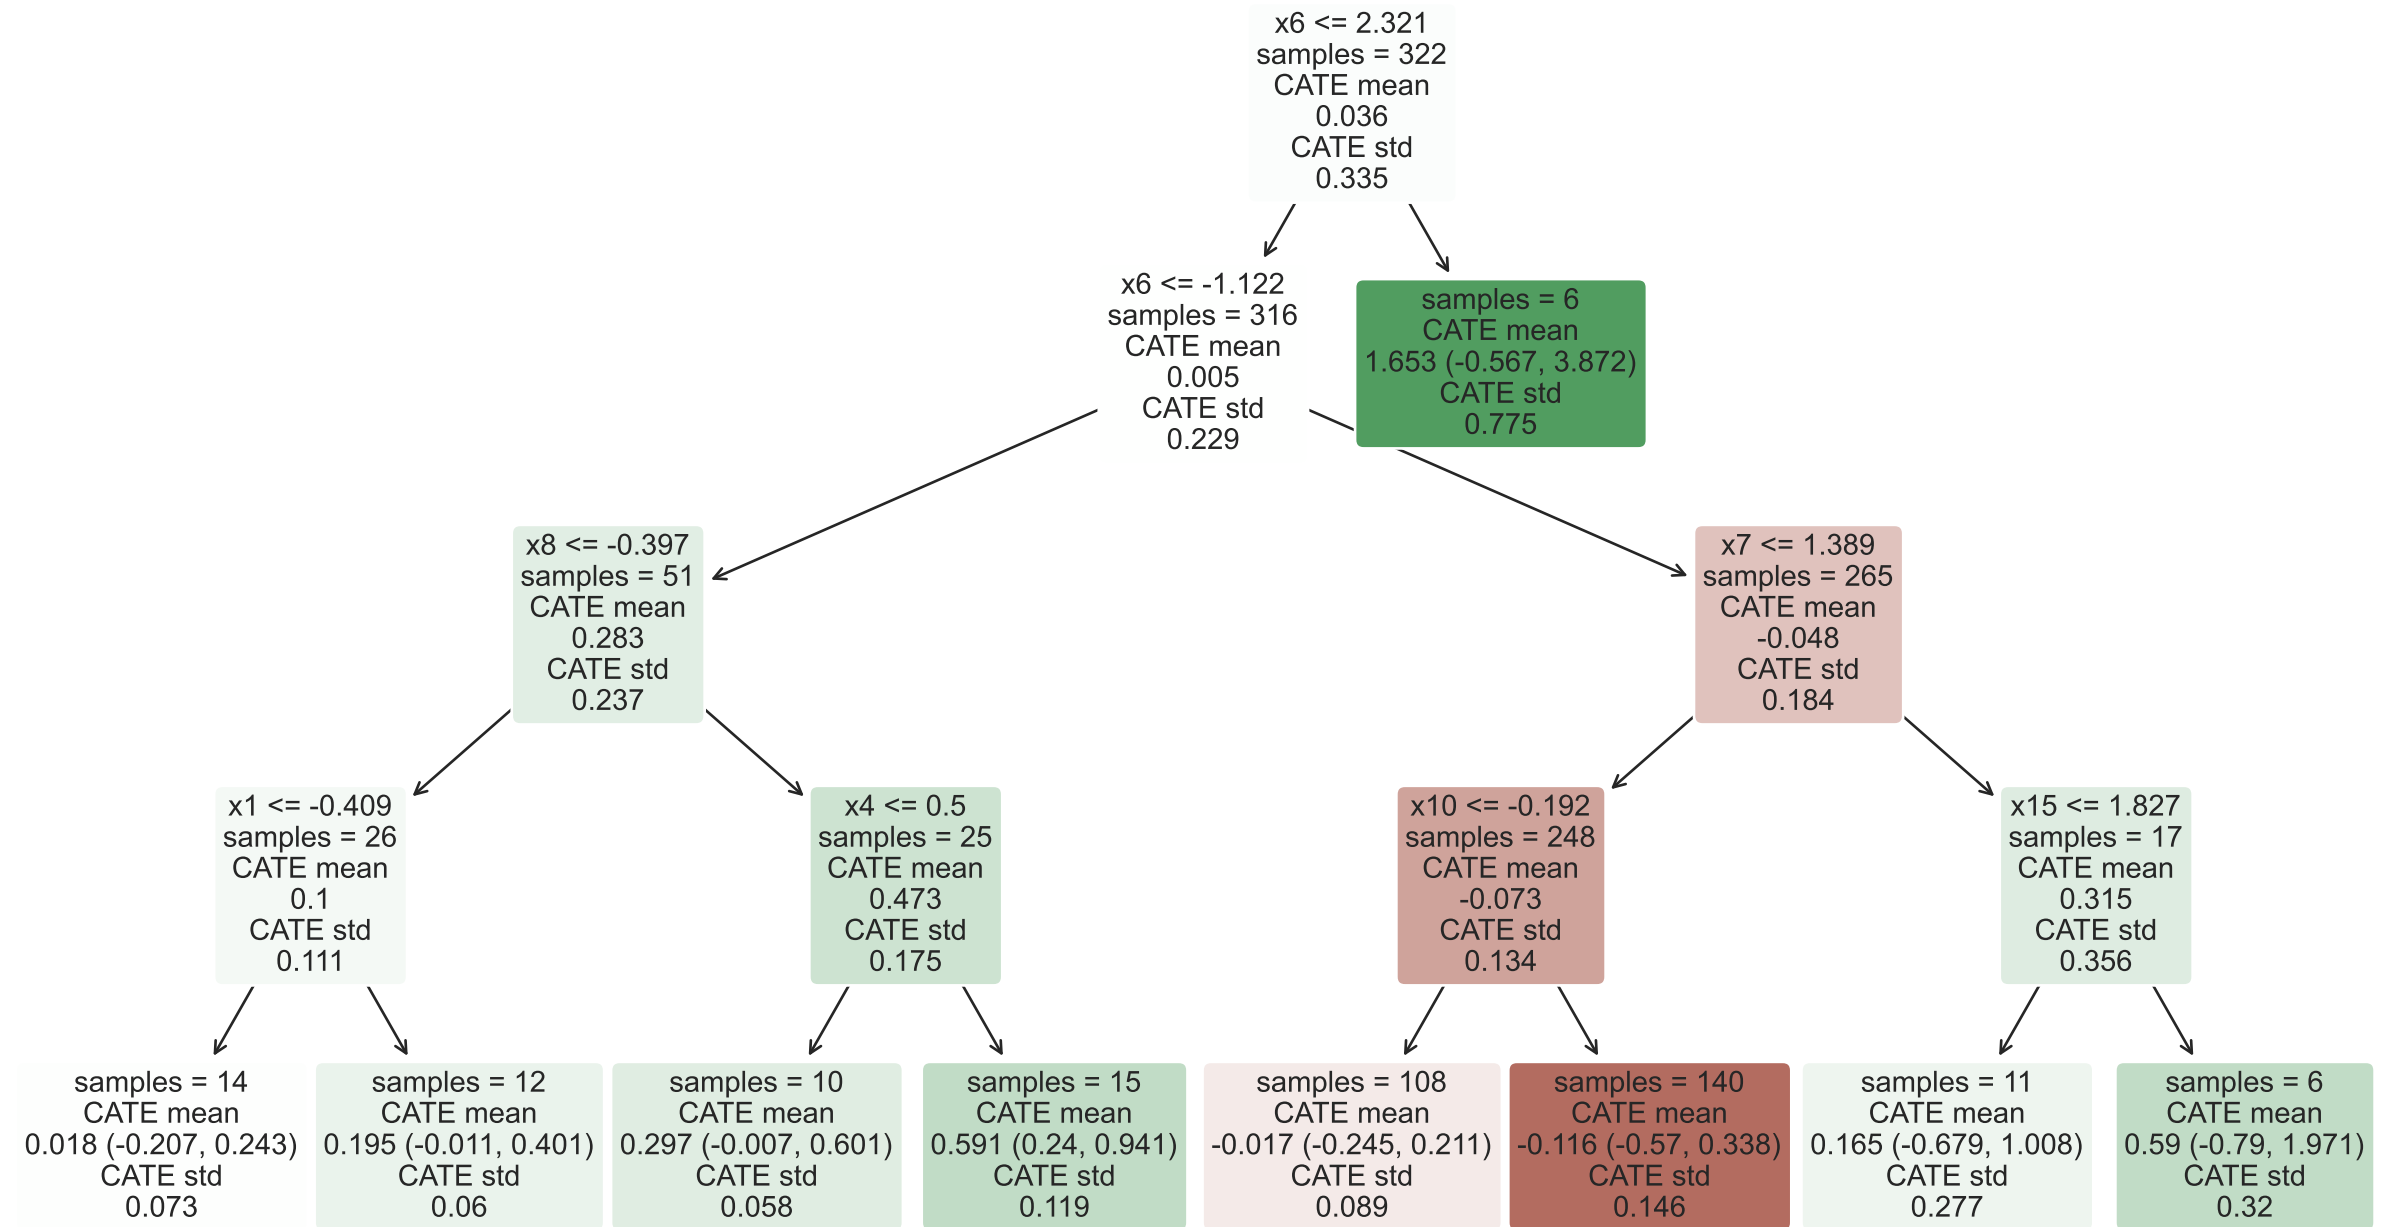 x6 <= 2.321
samples = 322
CATE mean
0.036
CATE std
0.335
x6 <= -1.122
samples = 316
CATE mean
0.005
CATE std
0.229
samples = 6
CATE mean
1.653 (-0.567, 3.872)
CATE std
0.775
x8 <= -0.397
samples = 51
CATE mean
0.283
CATE std
0.237
x7 <= 1.389
samples = 265
CATE mean
-0.048
CATE std
0.184
x1 <= -0.409
samples = 26
CATE mean
0.1
CATE std
0.111
x4 <= 0.5
samples = 25
CATE mean
0.473
CATE std
0.175
x10 <= -0.192
samples = 248
CATE mean
-0.073
CATE std
0.134
x15 <= 1.827
samples = 17
CATE mean
0.315
CATE std
0.356
samples = 14
CATE mean
0.018 (-0.207, 0.243)
CATE std
0.073
samples = 12
CATE mean
0.195 (-0.011, 0.401)
CATE std
0.06
samples = 10
CATE mean
0.297 (-0.007, 0.601)
CATE std
0.058
samples = 15
CATE mean
0.591 (0.24, 0.941)
CATE std
0.119
samples = 108
CATE mean
-0.017 (-0.245, 0.211)
CATE std
0.089
samples = 140
CATE mean
-0.116 (-0.57, 0.338)
CATE std
0.146
samples = 11
CATE mean
0.165 (-0.679, 1.008)
CATE std
0.277
samples = 6
CATE mean
0.59 (-0.79, 1.971)
CATE std
0.32